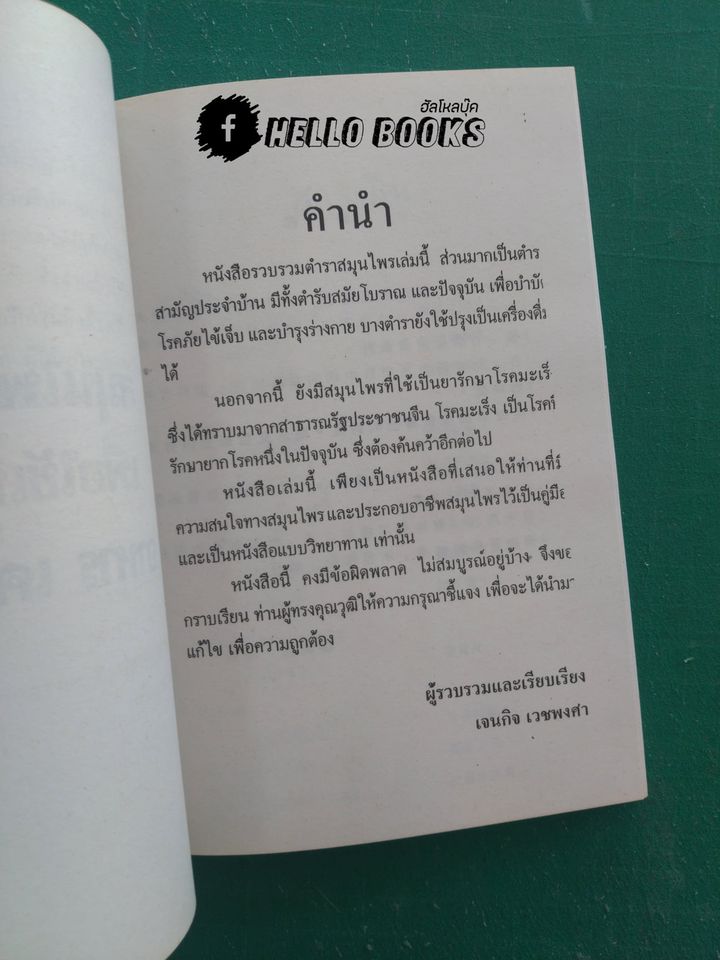 ฮัลโหลบุ๊ค
f HELLO BOOKS
คำนำ
หนังสือรวบรวมตำราสมุนไพรเล่มนี้ ส่วนมากเป็นตำร
สามัญประจำบ้าน มีทั้งตำรับสมัยโบราณ และปัจจุบัน เพื่อบำบั
โรคภัยไข้เจ็บ และบำรุงร่างกาย บางตำรายังใช้ปรุงเป็นเครื่องดื่
ได้
นอกจากนี้ ยังมีสมุนไพรที่ใช้เป็นยารักษาโรคมะเร็
ซึ่งได้ทราบมาจากสาธารณรัฐประชาชนจีน โรคมะเร็ง เป็นโรคที่
รักษายากโรคหนึ่งในปัจจุบัน ซึ่งต้องค้นคว้าอีกต่อไป
หนังสือเล่มนี้ เพียงเป็นหนังสือที่เสนอให้ท่านที่มี
ความสนใจทางสมุนไพร และประกอบอาชีพสมุนไพรไว้เป็นคู่มือ
และเป็นหนังสือแบบวิทยาทาน เท่านั้น
หนังสือนี้ คงมีข้อผิดพลาด ไม่สมบูรณ์อยู่บ้าง จึงขอ
กราบเรียน ท่านผู้ทรงคุณวุฒิให้ความกรุณาชี้แจง เพื่อจะได้นำมา
แก้ไข เพื่อความถูกต้อง
ผู้รวบรวมและเรียบเรียง
เจนกิจ เวชพงศา